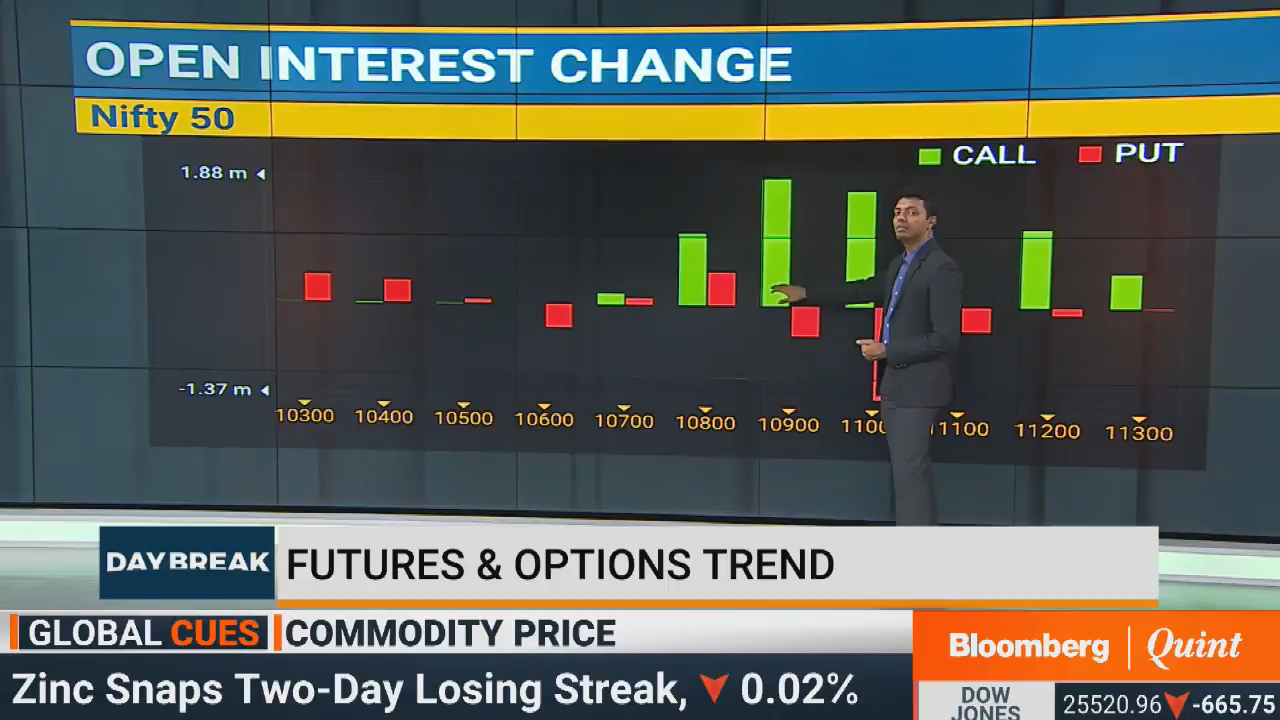 OPEN INTEREST CHANGE
Nifty 50
CALL PUT
1.88 m
-1.37 m
10300 10400 10500 10600 10700 10800 10900 1100 1100 11200 11300
DAYBREAK
FUTURES & OPTIONS TREND
GLOBAL CUES COMMODITY PRICE
Zinc Snaps Two-Day Losing Streak, ▼ 0.02%
Bloomberg | Quint
DOW JONES
25520.96 ▼ -665.75